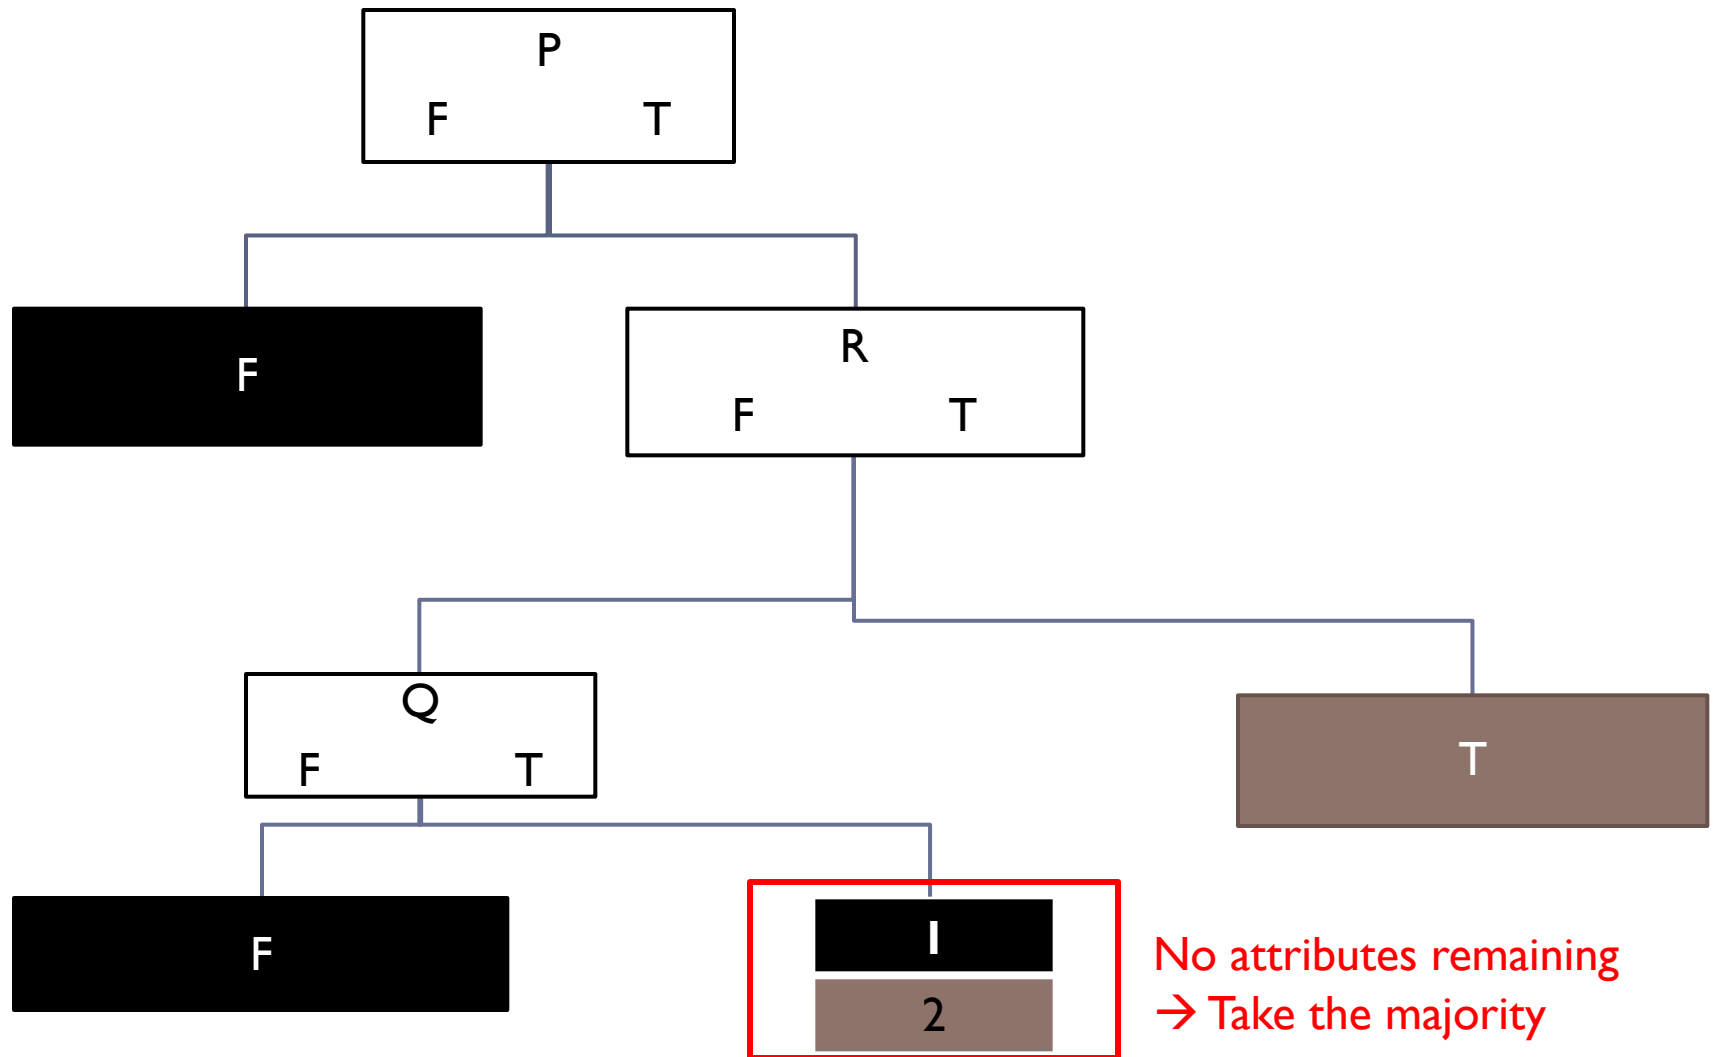 P
F T
F
R
F T
Q
F T
T
F
1
2
No attributes remaining
→ Take the majority